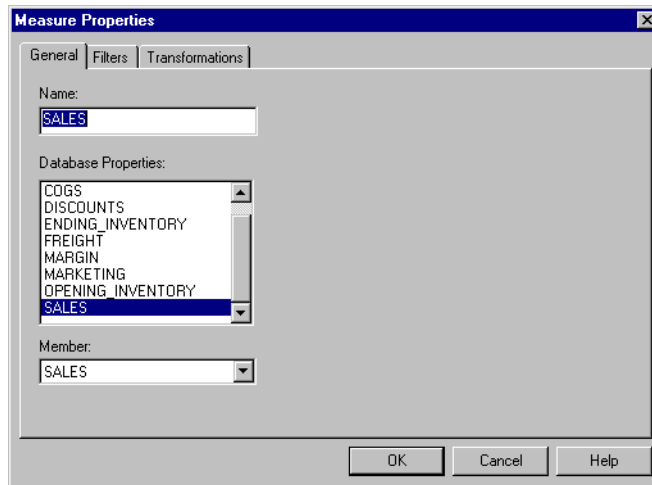 Measure Properties
General Filters Transformations
Name:
SALES
Database Properties:
COGS
DISCOUNTS
ENDING_INVENTORY
FREIGHT
MARGIN
MARKETING
OPENING_INVENTORY
SALES
Member:
SALES
OK Cancel Help